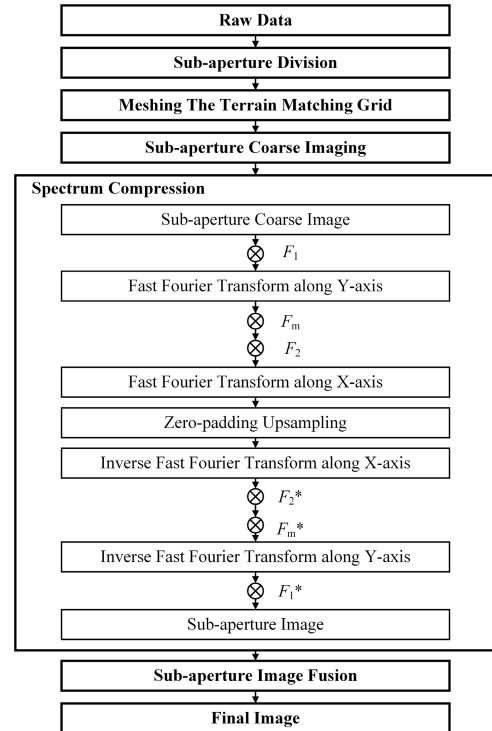 Raw Data
Sub-aperture Division
Meshing The Terrain Matching Grid
Sub-aperture Coarse Imaging
Spectrum Compression
Sub-aperture Coarse Image
F1
Fast Fourier Transform along Y-axis
Fm
F2
Fast Fourier Transform along X-axis
Zero-padding Upsampling
Inverse Fast Fourier Transform along X-axis
F2*
Fm*
Inverse Fast Fourier Transform along Y-axis
F1*
Sub-aperture Image
Sub-aperture Image Fusion
Final Image